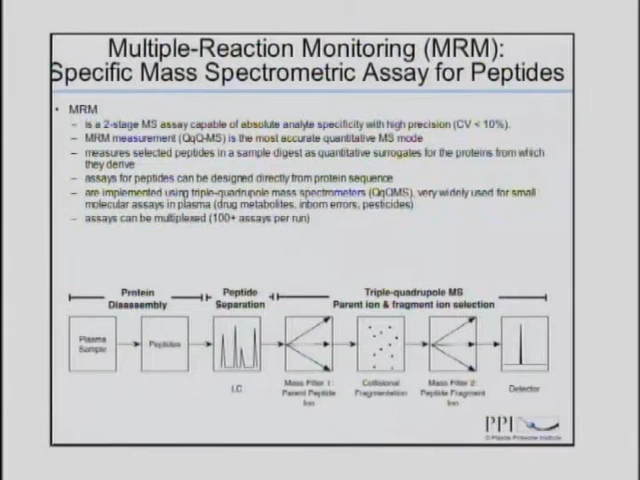 Multiple-Reaction Monitoring (MRM):
Specific Mass Spectrometric Assay for Peptides
• MRM
– is a 2-stage MS assay capable of absolute analyte specificity with high precision (CV < 10%).
– MRM measurement (QqQ-MS) is the most accurate quantitative MS mode
– measures selected peptides in a sample digest as quantitative surrogates for the proteins from which
they derive
– assays for peptides can be designed directly from protein sequence
– are implemented using triple-quadrupole mass spectrometers (QqQMS), very widely used for small
molecular assays in plasma (drug metabolites, inborn errors, pesticides)
– assays can be multiplexed (100+ assays per run)
Protein
Disassembly
Peptide
Separation
Triple-quadrupole MS
Parent ion & fragment ion selection
Plasma
Sample
Peptides
LC
Mass Filter 1:
Parent Peptide
Ion
Collisional
Fragmentation
Mass Filter 2:
Peptide Fragment
Ion
Detector
PPI
Plasma Proteome Institute